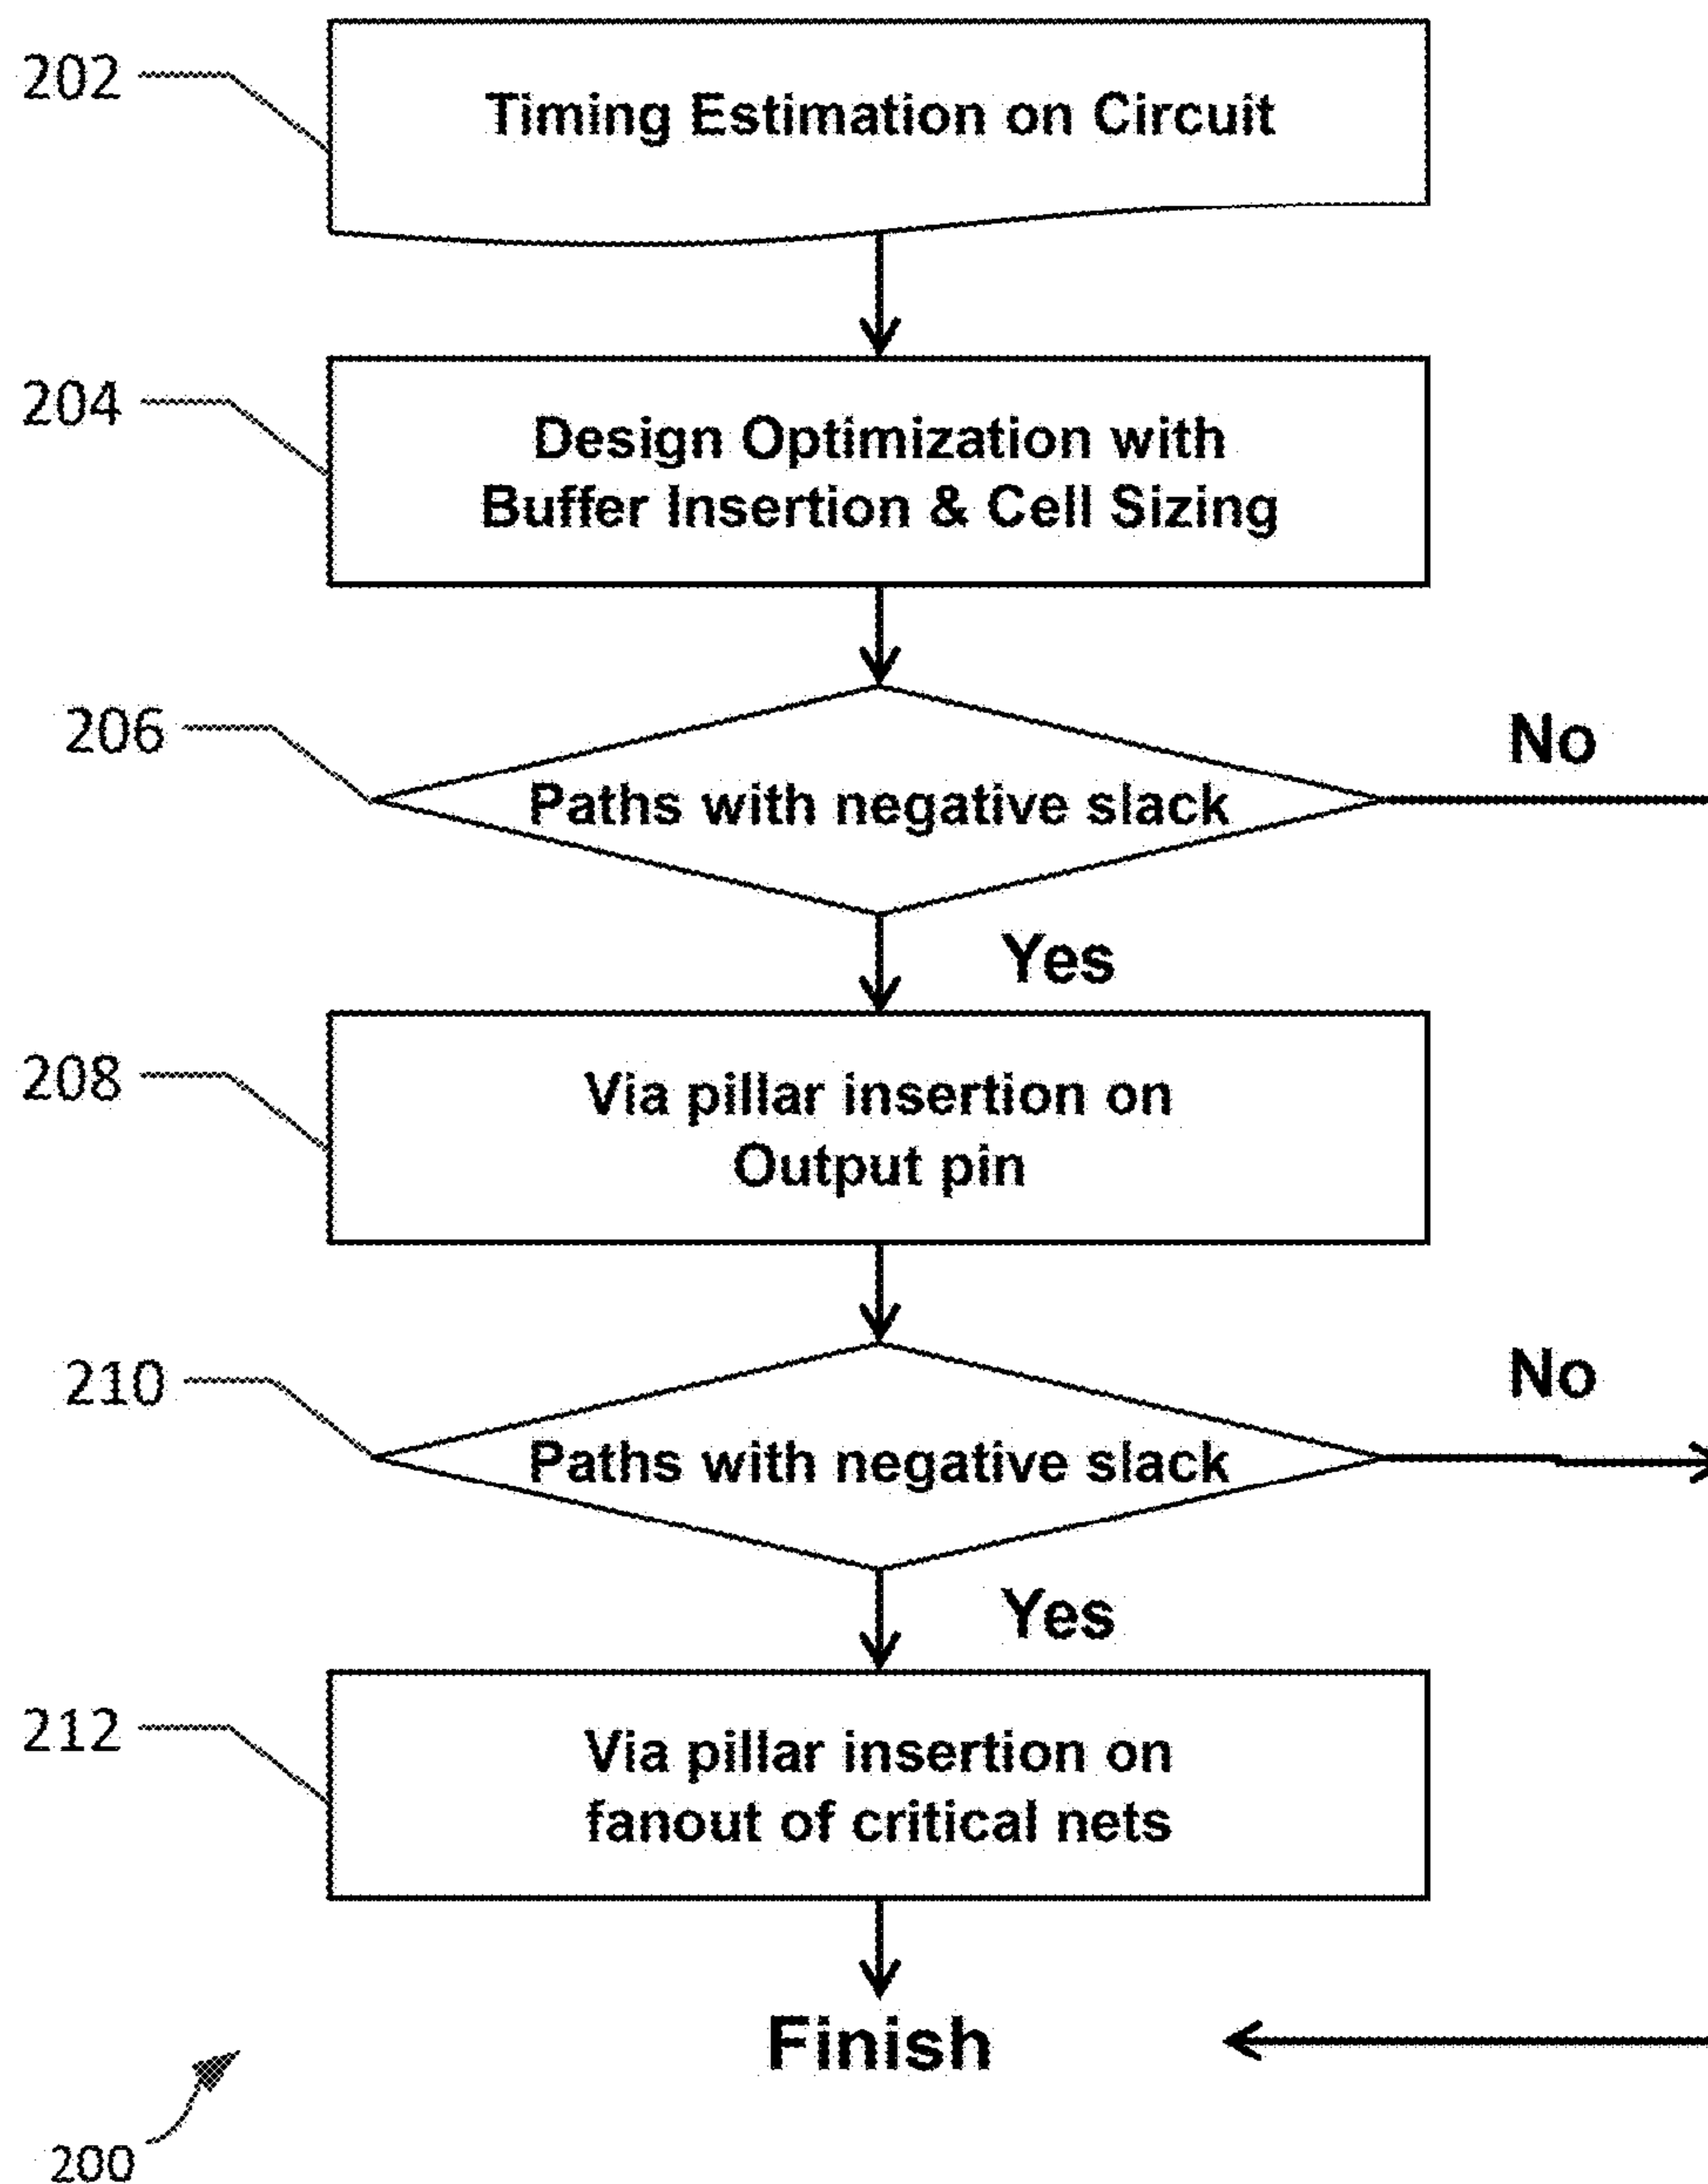 202
Timing Estimation on Circuit
204
Design Optimization with
Buffer Insertion & Cell Sizing
206
Paths with negative slack
No
Yes
208
Via pillar insertion on
Output pin
210
Paths with negative slack
No
Yes
212
Via pillar insertion on
fanout of critical nets
Finish
200